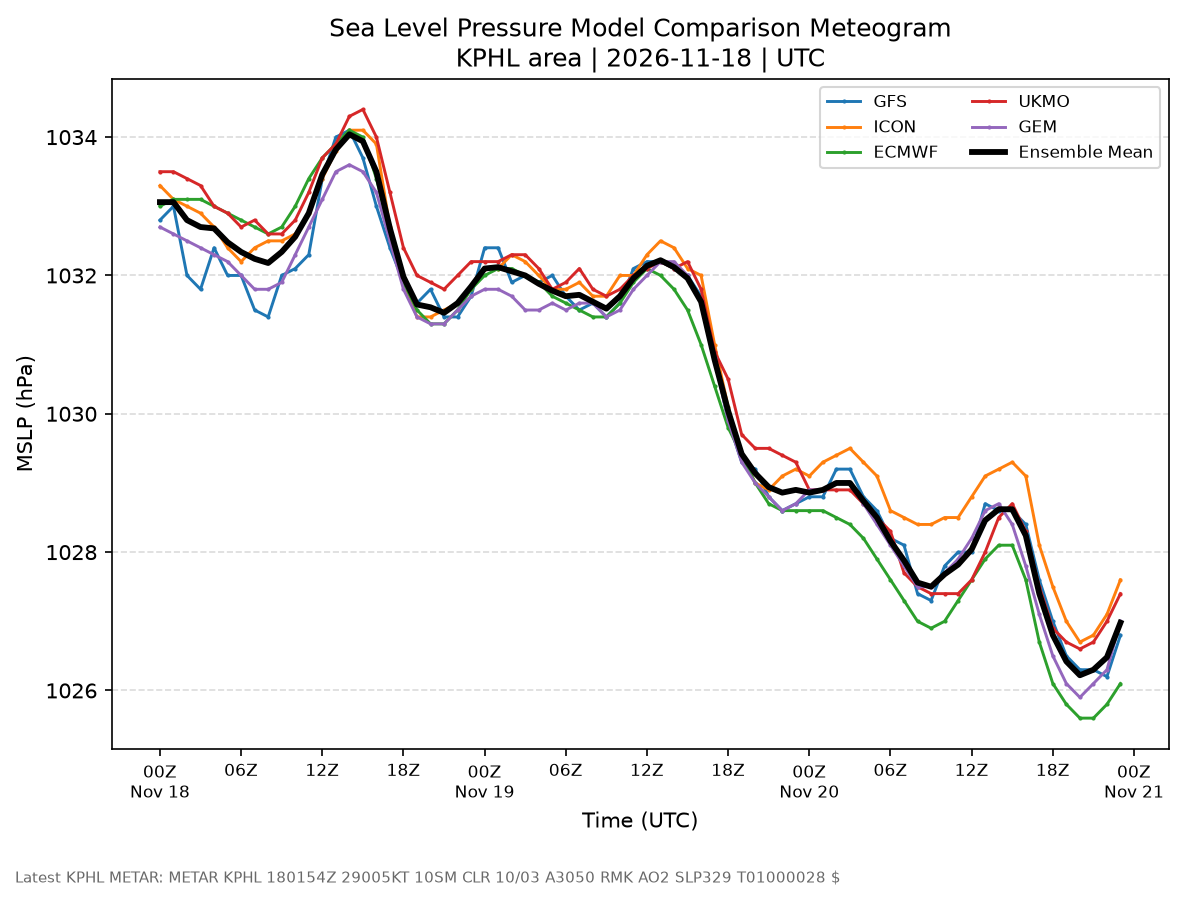 Sea Level Pressure Model Comparison Meteogram
KPHL area | 2026-11-18 | UTC
GFS
ICON
ECMWF
UKMO
GEM
Ensemble Mean
MSLP (hPa)
1034
1032
1030
1028
1026
00Z 06Z 12Z 18Z 00Z 06Z 12Z 18Z 00Z 06Z 12Z 18Z 00Z
Nov 18 Nov 19 Nov 20 Nov 21
Time (UTC)
Latest KPHL METAR: METAR KPHL 180154Z 29005KT 10SM CLR 10/03 A3050 RMK AO2 SLP329 T01000028 $